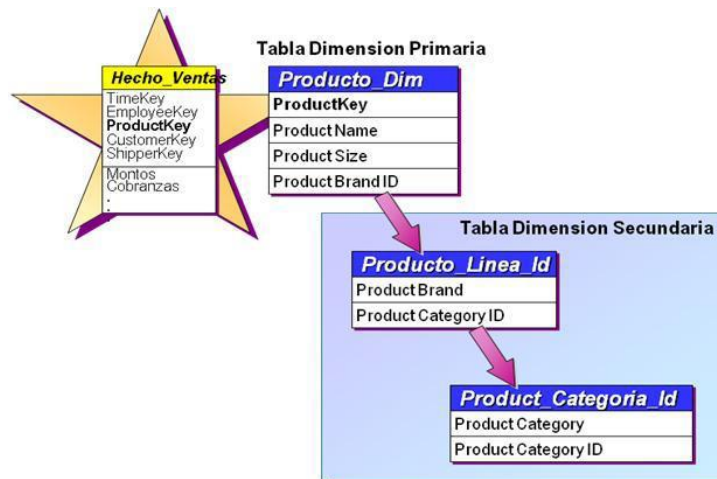 Tabla Dimension Primaria
Hecho_Ventas
TimeKey
EmployeeKey
ProductKey
CustomerKey
ShipperKey
Montos
Cobranzas
:
.
Producto_Dim
ProductKey
Product Name
Product Size
Product Brand ID
Tabla Dimension Secundaria
Producto_Linea_Id
Product Brand
Product Category ID
Product_Categoria_Id
Product Category
Product Category ID